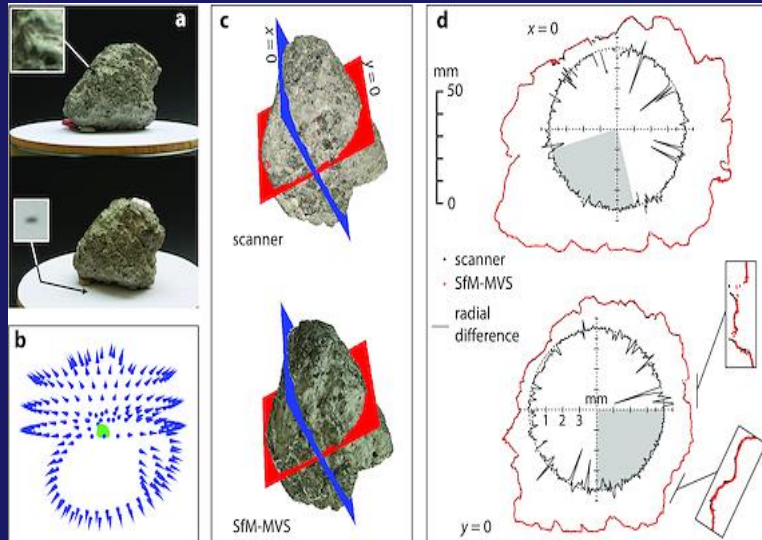 a
b
c
x = 0
y = 0
scanner
SfM-MVS
d
x = 0
mm
50
0
scanner
SfM-MVS
radial
difference
mm
1 2 3
y = 0